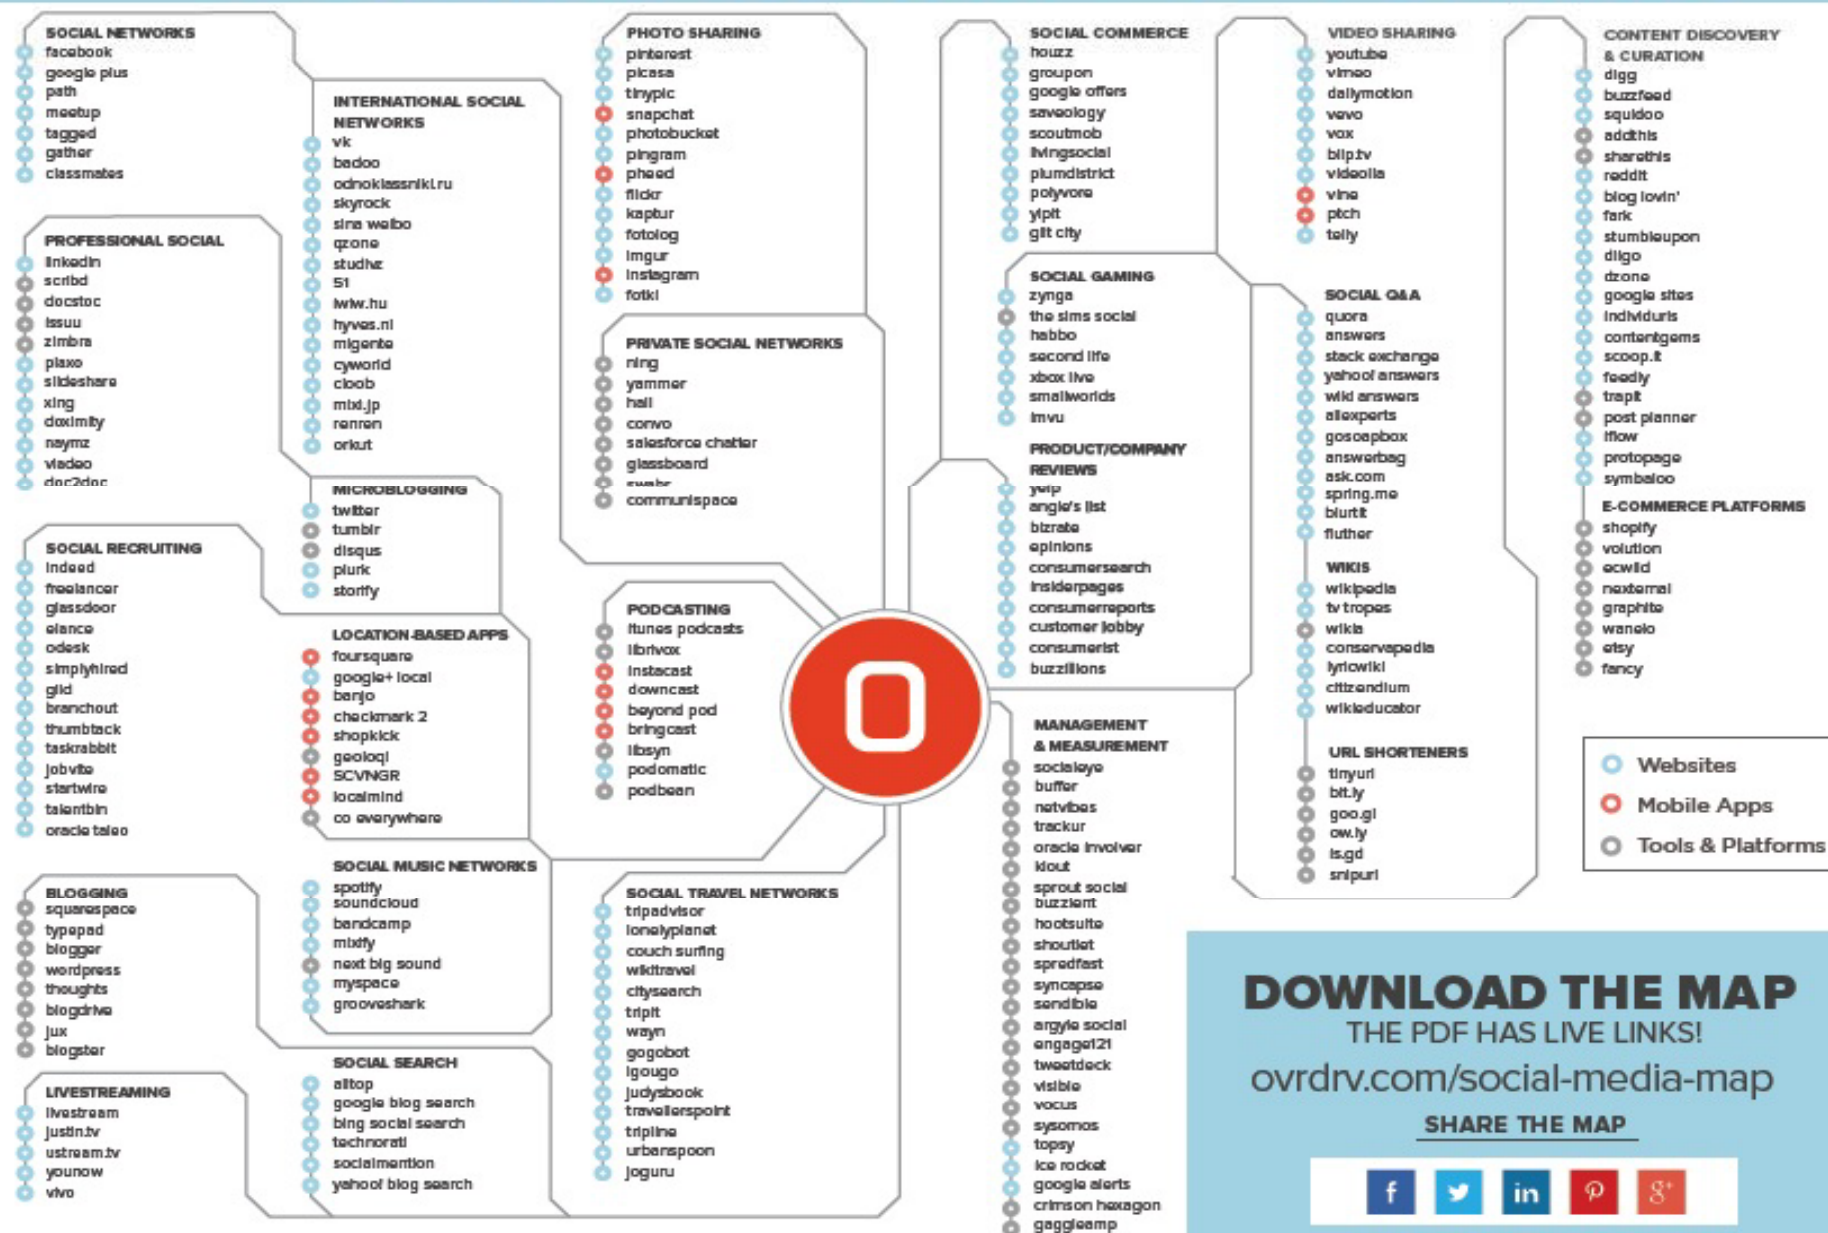 SOCIAL NETWORKS
facebook
google plus
path
meetup
tagged
gather
classmates
PROFESSIONAL SOCIAL
linkedin
scribd
docstoc
issuu
zimbra
plaxo
slideshare
xing
doximity
naymz
viadeo
doc2doc
SOCIAL RECRUITING
indeed
freelancer
glassdoor
elance
odesk
simplyhired
gild
branchout
thumbtack
taskrabbit
jobvite
startwire
talentbin
oracle taleo
BLOGGING
squarespace
typepad
blogger
wordpress
thoughts
blogdrive
jux
blogster
LIVESTREAMING
livestream
justin.tv
ustream.tv
younow
vivo
INTERNATIONAL SOCIAL
NETWORKS
vk
badoo
odnoklassniki.ru
skyrock
sina weibo
qzone
studivz
51
iwiw.hu
hyves.nl
migente
cyworld
cloob
mixi.jp
renren
orkut
MICROBLOGGING
twitter
tumblr
disqus
plurk
storify
LOCATION-BASED APPS
foursquare
google+ local
banjo
checkmark 2
shopkick
geoloqi
SCVNGR
localmind
co everywhere
SOCIAL MUSIC NETWORKS
spotify
soundcloud
bandcamp
mixify
next big sound
myspace
grooveshark
SOCIAL SEARCH
alltop
google blog search
bing social search
technorati
socialmention
yahoo! blog search
PHOTO SHARING
pinterest
picasa
tinypic
snapchat
photobucket
pingram
pheed
flickr
kaptur
fotolog
imgur
instagram
fotki
PRIVATE SOCIAL NETWORKS
ning
yammer
hall
convo
salesforce chatter
glassboard
swabr
communispace
PODCASTING
itunes podcasts
librivox
instacast
downcast
beyond pod
bringcast
libsyn
podomatic
podbean
O
SOCIAL TRAVEL NETWORKS
tripadvisor
lonelyplanet
couch surfing
wikitravel
citysearch
tripit
wayn
gogobot
igougo
judysbook
travellerspoint
tripline
urbanspoon
joguru
SOCIAL COMMERCE
houzz
groupon
google offers
saveology
scoutmob
livingsocial
plumdistrict
polyvore
yipit
gilt city
SOCIAL GAMING
zynga
the sims social
habbo
second life
xbox live
smallworlds
imvu
PRODUCT/COMPANY
REVIEWS
yelp
angie's list
bizrate
epinions
consumersearch
insiderpages
consumerreports
customer lobby
consumerist
buzzillions
MANAGEMENT
& MEASUREMENT
socialeye
buffer
netvibes
trackur
oracle involver
klout
sprout social
buzzient
hootsuite
shoutlet
spredfast
syncapse
sendible
argyle social
engage121
tweetdeck
visible
vocus
sysomos
topsy
ice rocket
google alerts
crimson hexagon
gaggleamp
VIDEO SHARING
youtube
vimeo
dailymotion
vevo
vox
blip.tv
videolla
vine
ptch
telly
SOCIAL Q&A
quora
answers
stack exchange
yahoo! answers
wiki answers
allexperts
gosoapbox
answerbag
ask.com
spring.me
blurtit
fluther
WIKIS
wikipedia
tv tropes
wikia
conservapedia
lyricwiki
citizendium
wikieducator
URL SHORTENERS
tinyurl
bit.ly
goo.gl
ow.ly
is.gd
snipurl
CONTENT DISCOVERY
& CURATION
digg
buzzfeed
squidoo
addthis
sharethis
reddit
blog lovin'
fark
stumbleupon
diigo
dzone
google sites
individurls
contentgems
scoop.it
feedly
trapit
post planner
iflow
protopage
symbaloo
E-COMMERCE PLATFORMS
shopify
volution
ecwid
nexternal
graphite
wanelo
etsy
fancy
Websites
Mobile Apps
Tools & Platforms
DOWNLOAD THE MAP
THE PDF HAS LIVE LINKS!
ovrdrv.com/social-media-map
SHARE THE MAP
f
in
g+